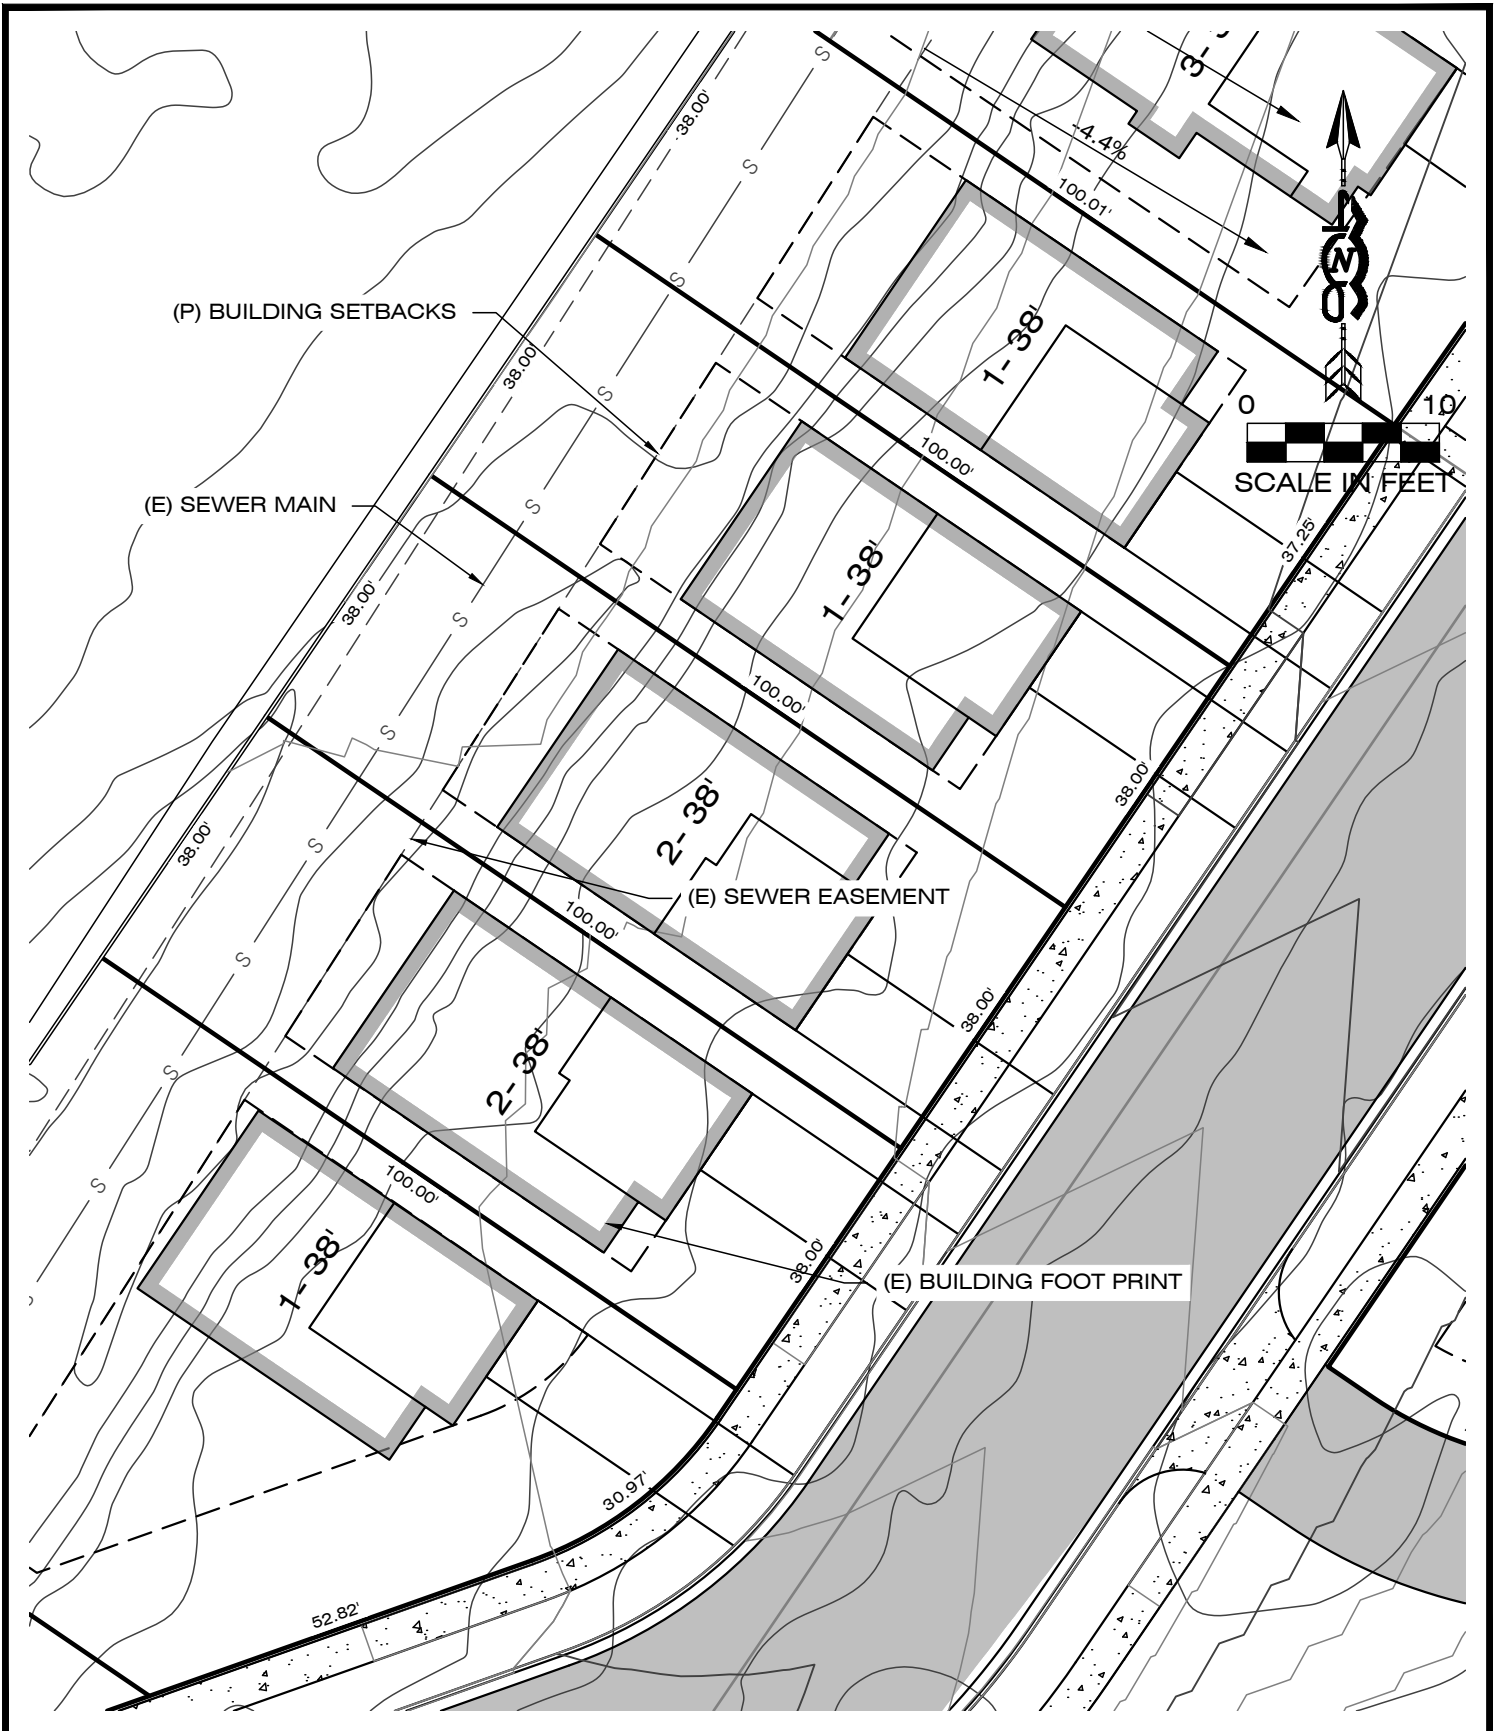 S
3-
38.00'
-4.4%
S
100.01'
N
S
(P) BUILDING SETBACKS
1- 38'
38.00'
S
0 10
SCALE IN FEET
100.00'
(E) SEWER MAIN
S
37.25'
1- 38'
38.00'
S
100.00'
S
38.00'
2- 38'
38.00'
S
(E) SEWER EASEMENT
100.00'
S
38.00'
2- 38'
S
100.00'
S
38.00'
1- 38'
(E) BUILDING FOOT PRINT
30.97'
52.82'